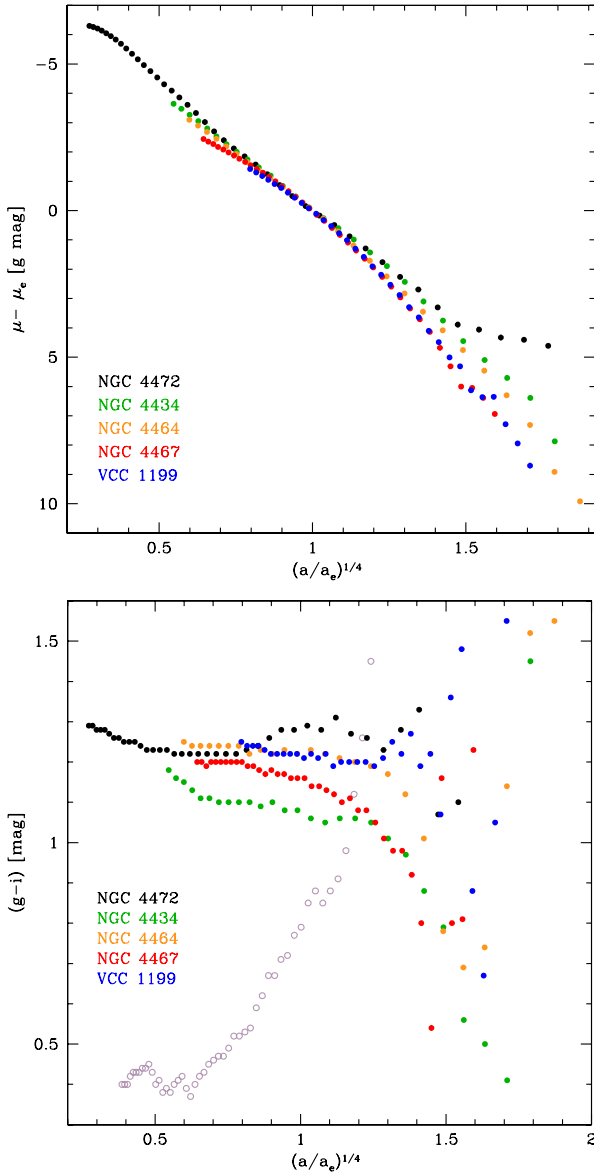 −5
0
5
10
μ− μe [g mag]
NGC 4472
NGC 4434
NGC 4464
NGC 4467
VCC 1199
0.5 1 1.5
(a/ae)1/4
1.5
1
0.5
(g−i) [mag]
NGC 4472
NGC 4434
NGC 4464
NGC 4467
VCC 1199
0.5 1 1.5 2
(a/ae)1/4